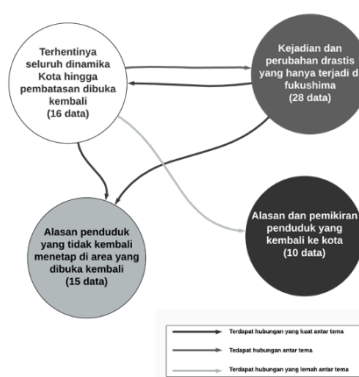 Terhentinya
seluruh dinamika
Kota hingga
pembatasan dibuka
kembali
(16 data)
Kejadian dan
perubahan drastis
yang hanya terjadi di
fukushima
(28 data)
Alasan penduduk
yang tidak kembali
menetap di area yang
dibuka kembali
(15 data)
Alasan dan pemikiran
penduduk yang
kembali ke kota
(10 data)
Terdapat hubungan yang kuat antar tema
Tedapat hubungan antar tema
Terdapat hubungan yang lemah antar tema